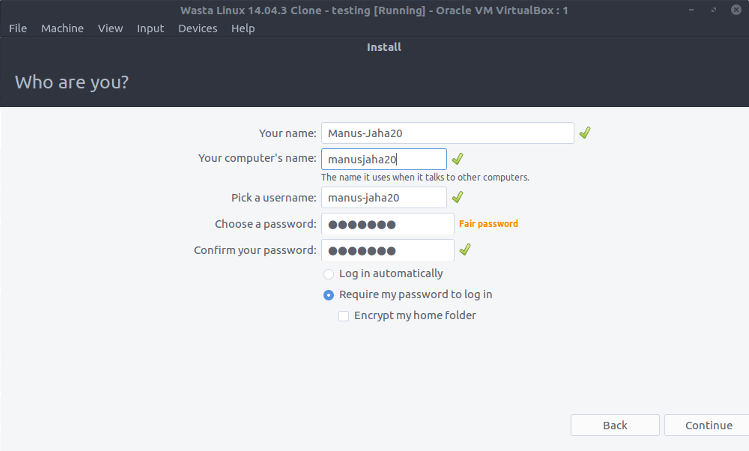 Wasta Linux 14.04.3 Clone - testing [Running] - Oracle VM VirtualBox : 1
File Machine View Input Devices Help
Install
Who are you?
Your name: Manus-Jaha20
Your computer's name: manusjaha20
The name it uses when it talks to other computers.
Pick a username: manus-jaha20
Choose a password: ●●●●●●● Fair password
Confirm your password: ●●●●●●●
Log in automatically
Require my password to log in
Encrypt my home folder
Back Continue